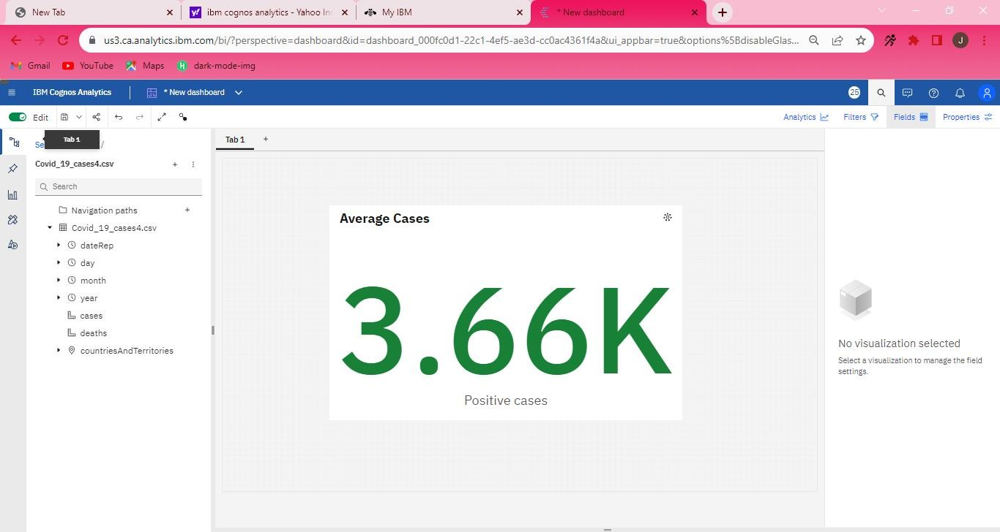 New Tab
ibm cognos analytics - Yahoo In
My IBM
* New dashboard
us3.ca.analytics.ibm.com/bi/?perspective=dashboard&id=dashboard_000fc0d1-22c1-4ef5-ae3d-cc0ac4361f4a&ui_appbar=true&options%5BdisableGlas...
J
Gmail
YouTube
Maps
dark-mode-img
IBM Cognos Analytics
* New dashboard
25
Edit
Analytics
Filters
Fields
Properties
Tab 1
Se
/
Tab 1
Covid_19_cases4.csv
Search
Navigation paths
Covid_19_cases4.csv
dateRep
day
month
year
cases
deaths
countriesAndTerritories
Average Cases
3.66K
Positive cases
No visualization selected
Select a visualization to manage the field
settings.